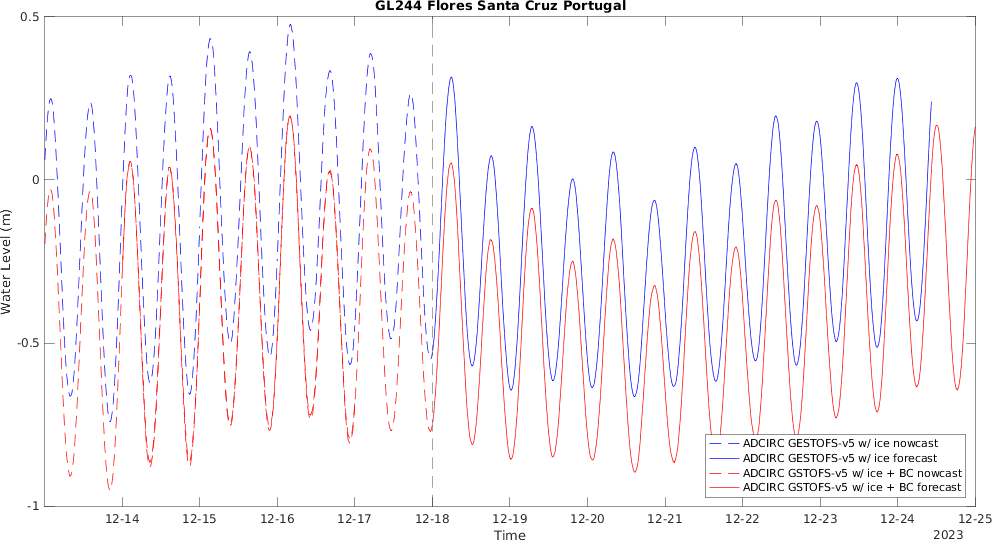 GL244 Flores Santa Cruz Portugal
0.5
0
-0.5
-1
Water Level (m)
ADCIRC GESTOFS-v5 w/ ice nowcast
ADCIRC GESTOFS-v5 w/ ice forecast
ADCIRC GSTOFS-v5 w/ ice + BC nowcast
ADCIRC GSTOFS-v5 w/ ice + BC forecast
12-14 12-15 12-16 12-17 12-18 12-19 12-20 12-21 12-22 12-23 12-24 12-25
Time
2023